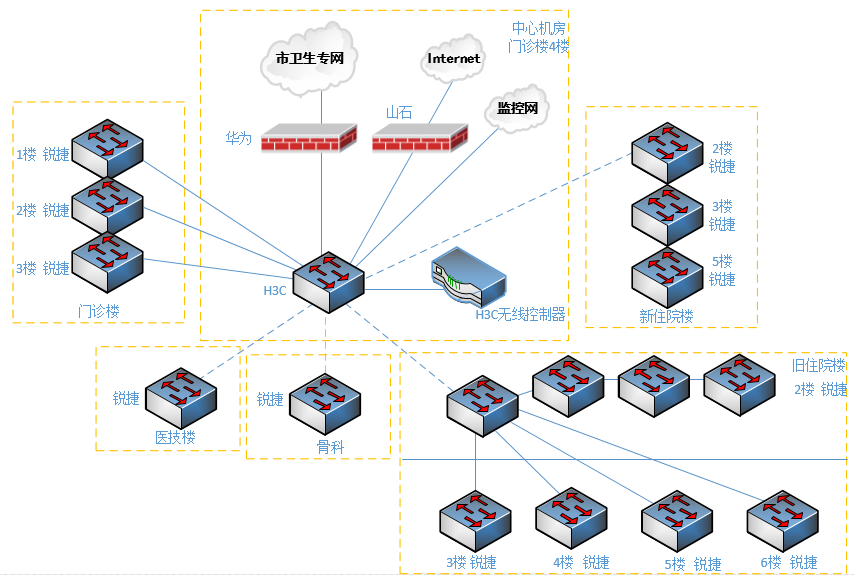 中心机房
门诊楼4楼
市卫生专网
Internet
监控网
华为
山石
1楼 锐捷
2楼 锐捷
3楼 锐捷
门诊楼
2楼
锐捷
3楼
锐捷
5楼
锐捷
新住院楼
H3C
H3C无线控制器
锐捷
医技楼
锐捷
骨科
旧住院楼
2楼 锐捷
3楼 锐捷
4楼 锐捷
5楼 锐捷
6楼 锐捷